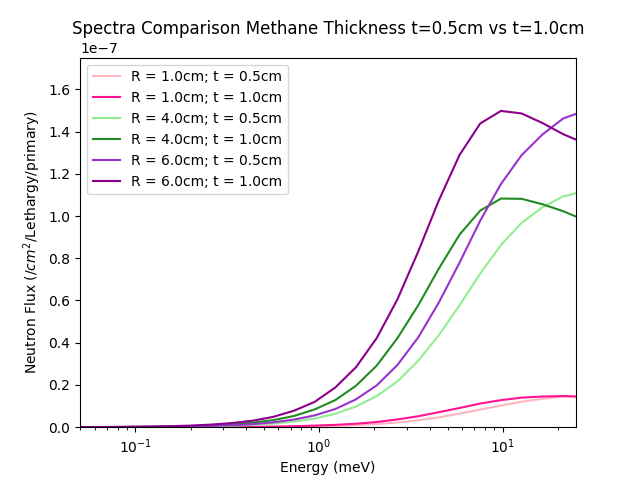 Spectra Comparison Methane Thickness t=0.5cm vs t=1.0cm
1e−7
R = 1.0cm; t = 0.5cm
R = 1.0cm; t = 1.0cm
R = 4.0cm; t = 0.5cm
R = 4.0cm; t = 1.0cm
R = 6.0cm; t = 0.5cm
R = 6.0cm; t = 1.0cm
Neutron Flux (/cm²/Lethargy/primary)
1.6
1.4
1.2
1.0
0.8
0.6
0.4
0.2
0.0
10⁻¹
10⁰
10¹
Energy (meV)